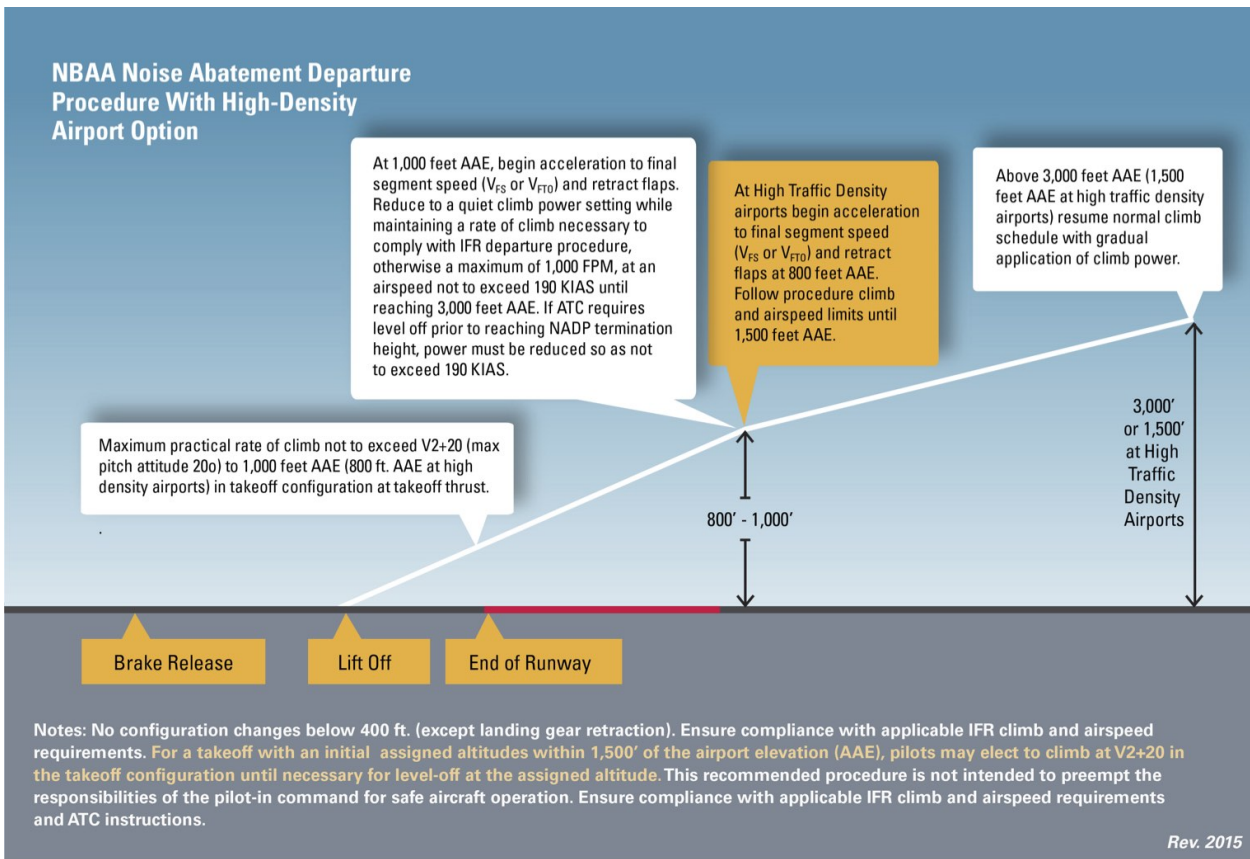 NBAA Noise Abatement Departure
Procedure With High-Density
Airport Option
At 1,000 feet AAE, begin acceleration to final
segment speed (VFS or VFTO) and retract flaps.
Reduce to a quiet climb power setting while
maintaining a rate of climb necessary to
comply with IFR departure procedure,
otherwise a maximum of 1,000 FPM, at an
airspeed not to exceed 190 KIAS until
reaching 3,000 feet AAE. If ATC requires
level off prior to reaching NADP termination
height, power must be reduced so as not
to exceed 190 KIAS.
At High Traffic Density
airports begin acceleration
to final segment speed
(VFS or VFTO) and retract
flaps at 800 feet AAE.
Follow procedure climb
and airspeed limits until
1,500 feet AAE.
Above 3,000 feet AAE (1,500
feet AAE at high traffic density
airports) resume normal climb
schedule with gradual
application of climb power.
Maximum practical rate of climb not to exceed V2+20 (max
pitch attitude 20o) to 1,000 feet AAE (800 ft. AAE at high
density airports) in takeoff configuration at takeoff thrust.
.
800’ - 1,000’
3,000’
or 1,500’
at High
Traffic
Density
Airports
Brake Release
Lift Off
End of Runway
Notes: No configuration changes below 400 ft. (except landing gear retraction). Ensure compliance with applicable IFR climb and airspeed
requirements. For a takeoff with an initial assigned altitudes within 1,500’ of the airport elevation (AAE), pilots may elect to climb at V2+20 in
the takeoff configuration until necessary for level-off at the assigned altitude. This recommended procedure is not intended to preempt the
responsibilities of the pilot-in command for safe aircraft operation. Ensure compliance with applicable IFR climb and airspeed requirements
and ATC instructions.
Rev. 2015